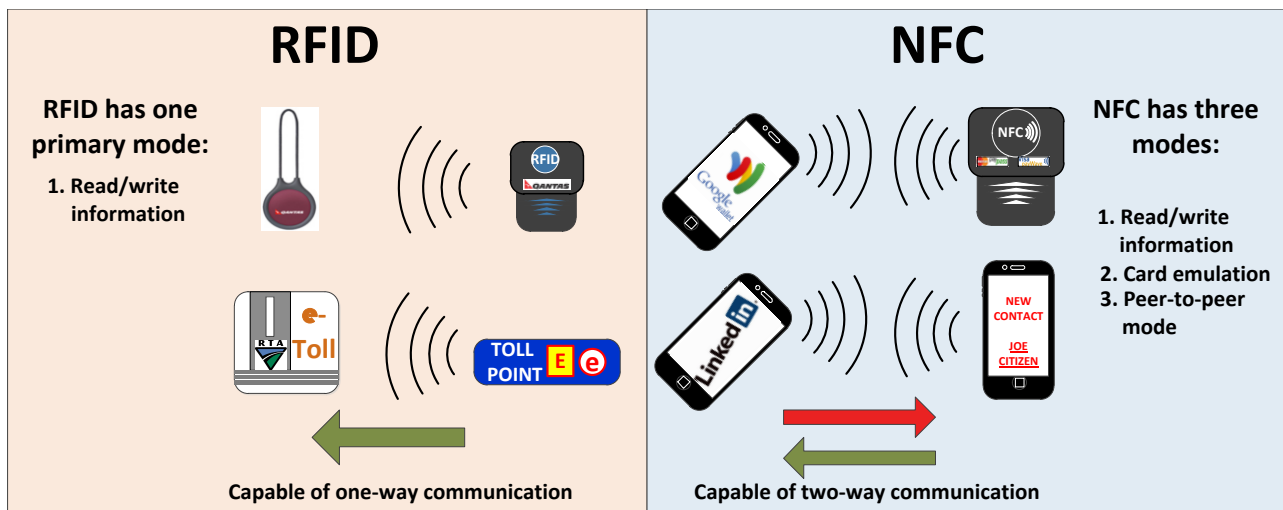 RFID
RFID has one
primary mode:
1. Read/write
information
RFID
QANTAS
QANTAS
e-
Toll
RTA
TOLL
POINT
E
e
Capable of one-way communication
NFC
Google
wallet
NFC
NFC has three
modes:
1. Read/write
information
2. Card emulation
3. Peer-to-peer
mode
Linked in
NEW
CONTACT
JOE
CITIZEN
Capable of two-way communication